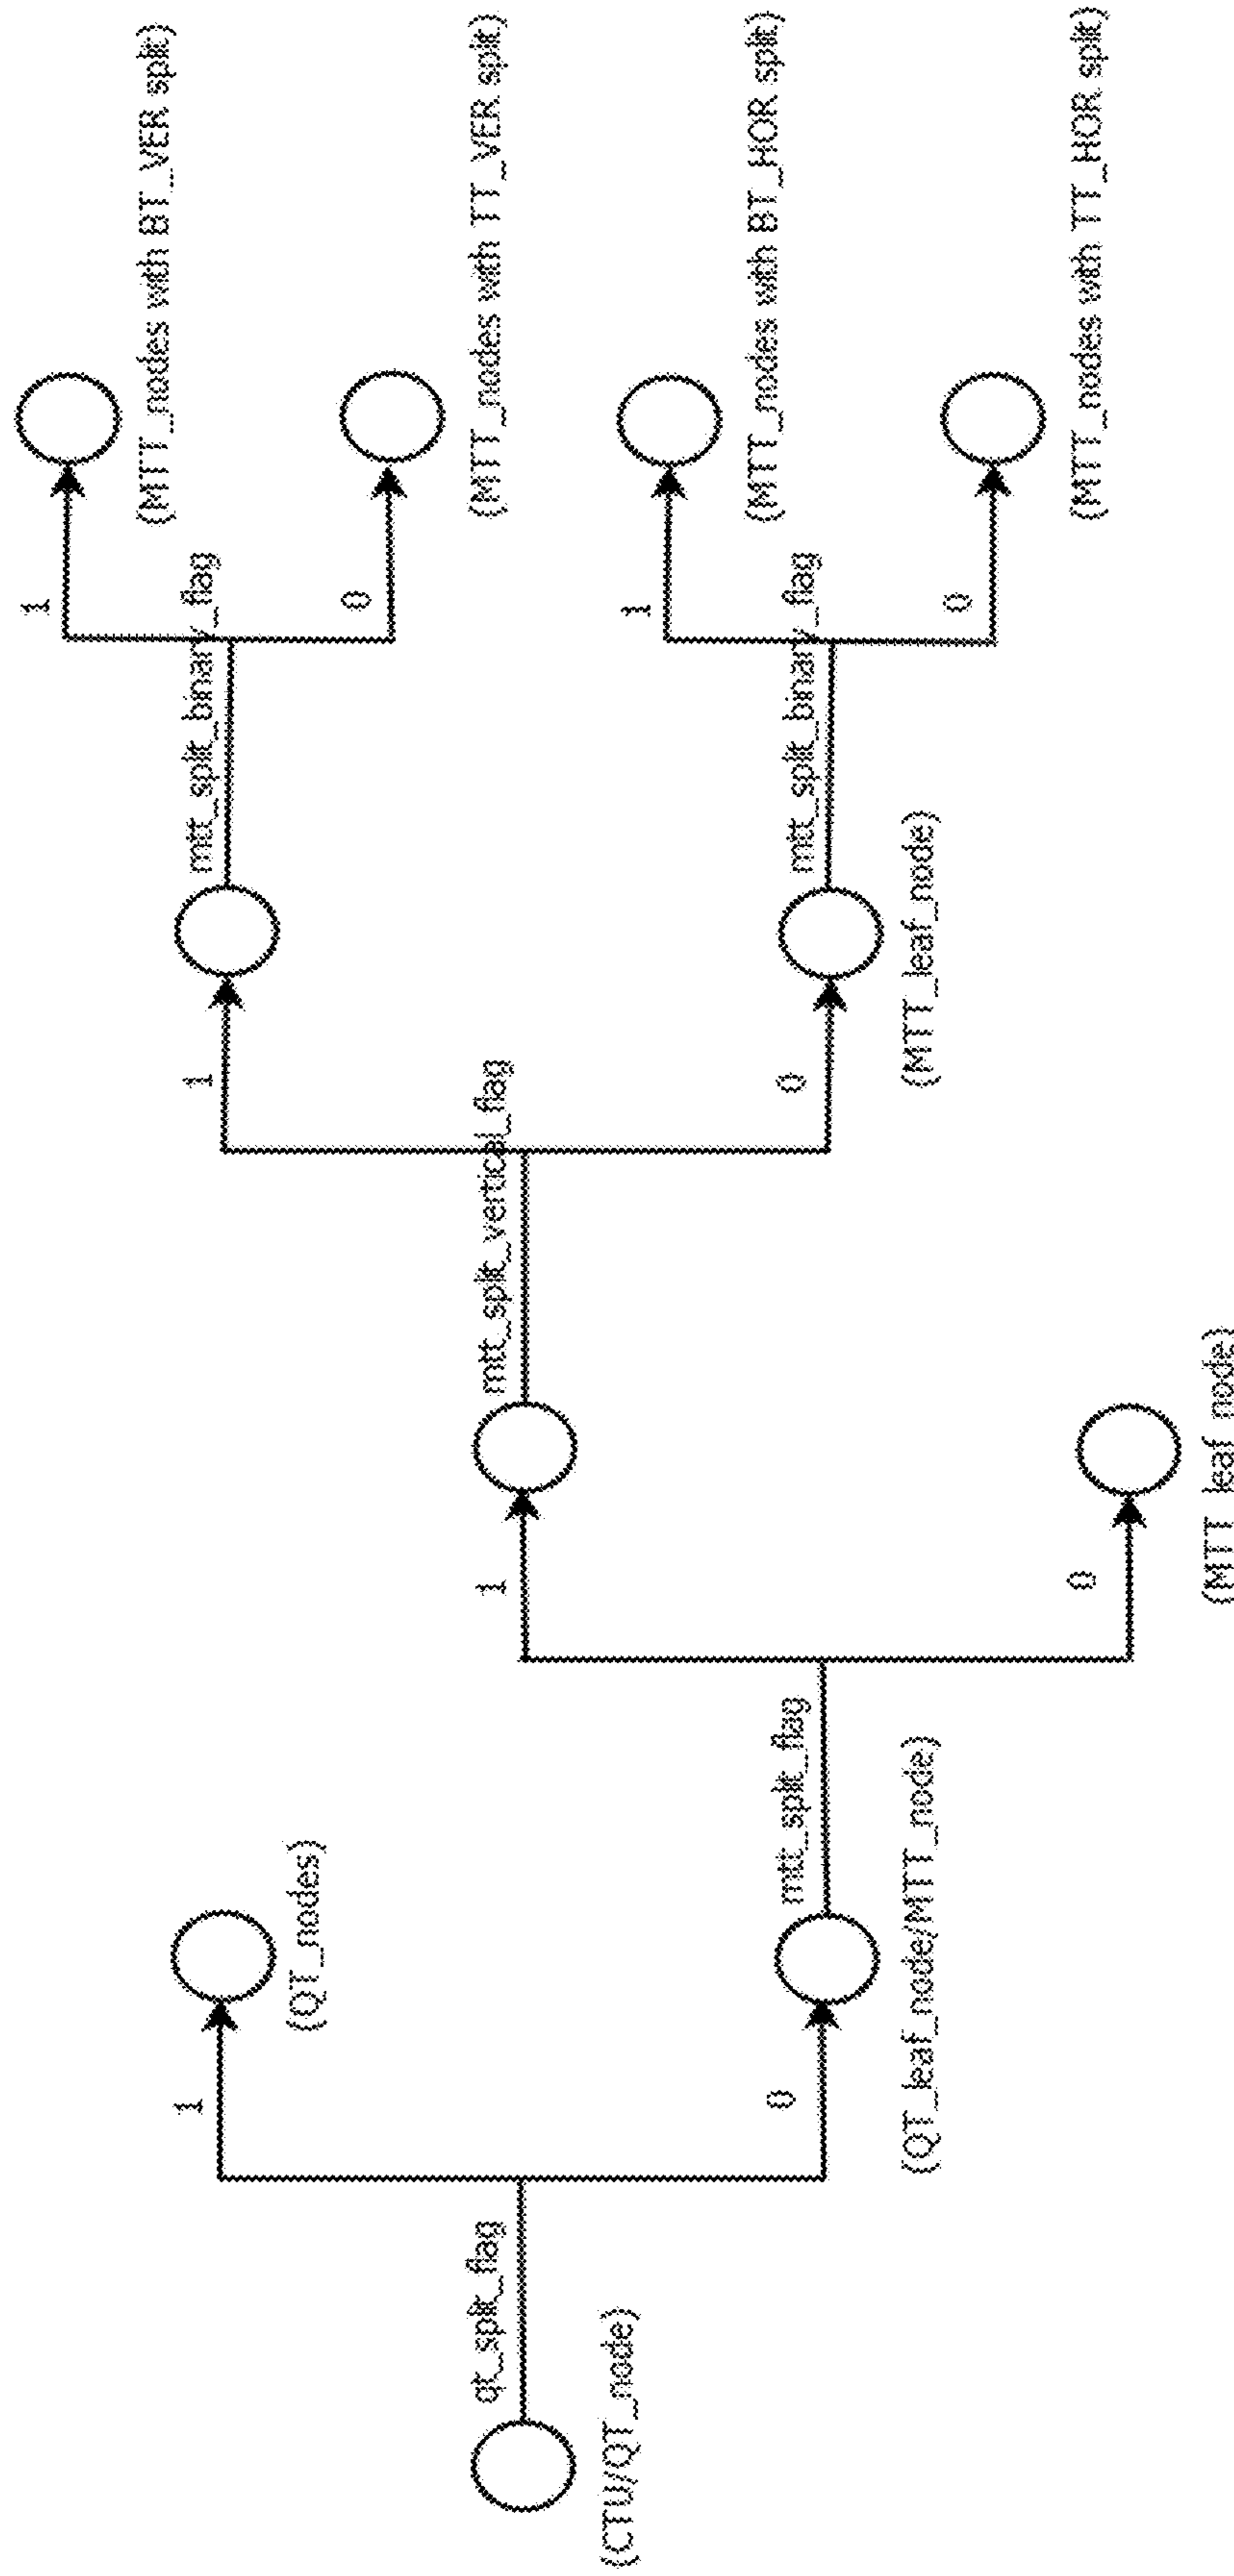 (CTU/QT_node)
qt_split_flag
1
(QT_nodes)
0
(QT_leaf_node/MTT_node)
mtt_split_flag
1
0
(MTT_leaf_node)
mtt_split_vertical_flag
1
0
(MTT_leaf_node)
mtt_split_binary_flag
1
(MTT_nodes with BT_VER split)
0
(MTT_nodes with TT_VER split)
mtt_split_binary_flag
1
(MTT_nodes with BT_HOR split)
0
(MTT_nodes with TT_HOR split)